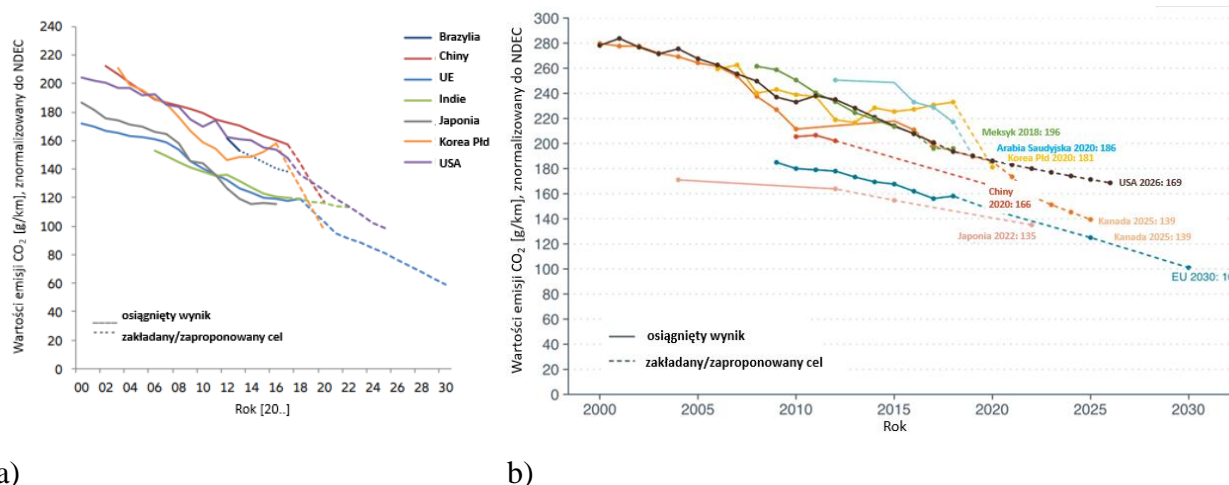 Wartości emisji CO₂ [g/km], znormalizowany do NDEC
240
220
200
180
160
140
120
100
80
60
40
20
0
00 02 04 06 08 10 12 14 16 18 20 22 24 26 28 30
Rok [20..]
Brazylia
Chiny
UE
Indie
Japonia
Korea Płd
USA
osiągnięty wynik
zakładany/zaproponowany cel
a)
Wartości emisji CO₂ [g/km], znormalizowany do NDEC
300
280
260
240
220
200
180
160
140
120
100
80
60
40
20
0
2000 2005 2010 2015 2020 2025 2030
Rok
Meksyk 2018: 196
Arabia Saudyjska 2020: 186
Korea Płd 2020: 181
USA 2026: 169
Chiny
2020: 166
Kanada 2025: 139
Japonia 2022: 135
Kanada 2025: 139
EU 2030:
osiągnięty wynik
zakładany/zaproponowany cel
b)